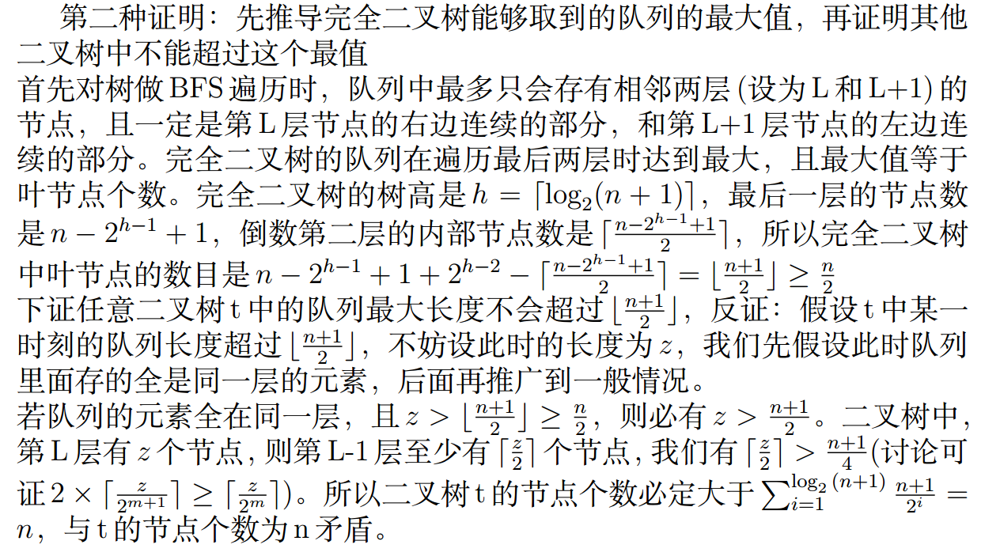 第二种证明：先推导完全二叉树能够取到的队列的最大值，再证明其他
二叉树中不能超过这个最值
首先对树做 BFS 遍历时，队列中最多只会存有相邻两层 (设为 L 和 L+1) 的
节点，且一定是第 L 层节点的右边连续的部分，和第 L+1 层节点的左边连
续的部分。完全二叉树的队列在遍历最后两层时达到最大，且最大值等于
叶节点个数。完全二叉树的树高是 $h = \lceil \log_2(n+1) \rceil$，最后一层的节点数
是 $n - 2^{h-1} + 1$，倒数第二层的内部节点数是 $\lceil \frac{n-2^{h-1}+1}{2} \rceil$，所以完全二叉树
中叶节点的数目是 $n - 2^{h-1} + 1 + 2^{h-2} - \lceil \frac{n-2^{h-1}+1}{2} \rceil = \lfloor \frac{n+1}{2} \rfloor \geq \frac{n}{2}$
下证任意二叉树 t 中的队列最大长度不会超过 $\lfloor \frac{n+1}{2} \rfloor$，反证：假设 t 中某一
时刻的队列长度超过 $\lfloor \frac{n+1}{2} \rfloor$，不妨设此时的长度为 $z$，我们先假设此时队列
里面存的全是同一层的元素，后面再推广到一般情况。
若队列的元素全在同一层，且 $z > \lfloor \frac{n+1}{2} \rfloor \geq \frac{n}{2}$，则必有 $z > \frac{n+1}{2}$。二叉树中，
第 L 层有 $z$ 个节点, 则第 L-1 层至少有 $\lceil \frac{z}{2} \rceil$ 个节点, 我们有 $\lceil \frac{z}{2} \rceil > \frac{n+1}{4}$(讨论可
证 $2 \times \lceil \frac{z}{2^{m+1}} \rceil \geq \lceil \frac{z}{2^m} \rceil$)。所以二叉树 t 的节点个数必定大于 $\sum_{i=1}^{\log_2(n+1)} \frac{n+1}{2^i} =$
$n$，与 t 的节点个数为 n 矛盾。